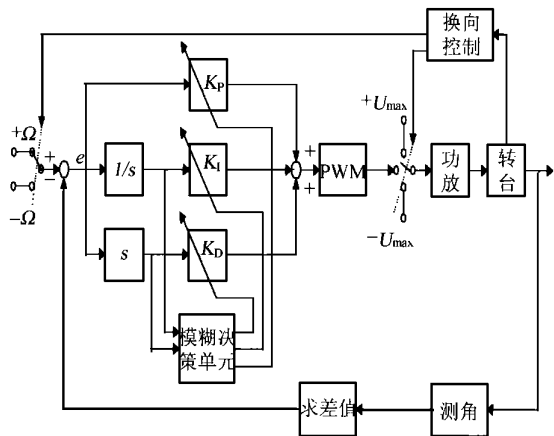 换向
控制
K_P
+U_max
+Ω
+
−
e
1/s
K_I
+
+
PWM
功
放
转
台
−Ω
s
K_D
−U_max
模糊决
策单元
求差值
测角